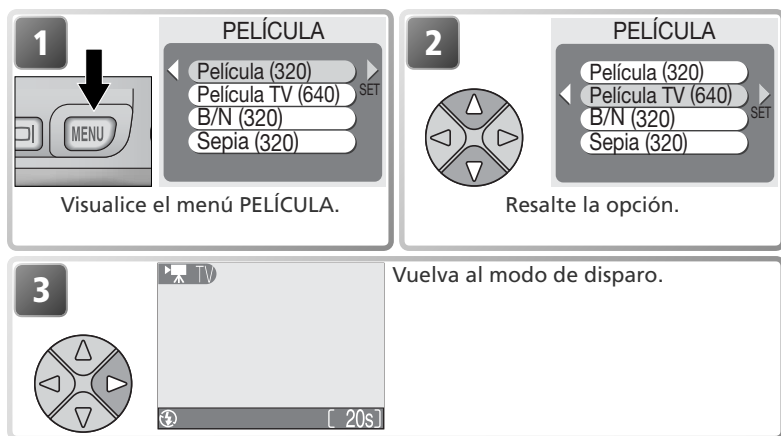 1
PELÍCULA
Película (320)
Película TV (640)
SET
B/N (320)
Sepia (320)
MENU
Visualice el menú PELÍCULA.
2
PELÍCULA
Película (320)
Película TV (640)
B/N (320)
SET
Sepia (320)
Resalte la opción.
3
TV
[ 20s]
Vuelva al modo de disparo.